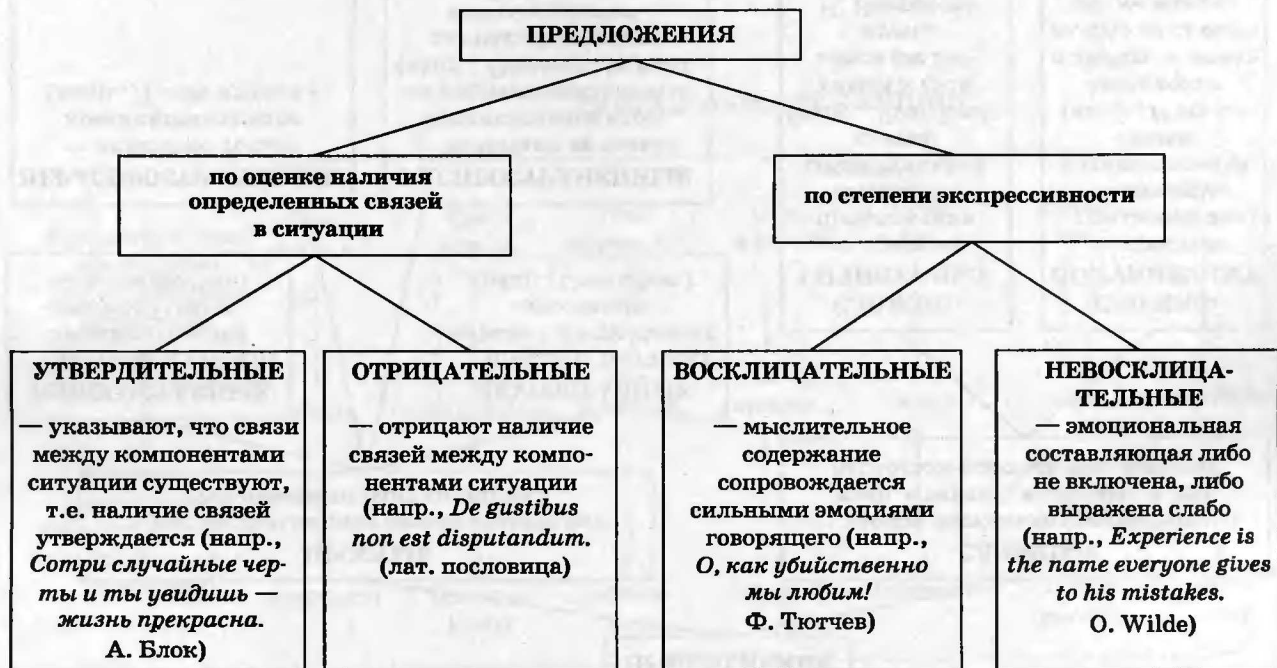 ПРЕДЛОЖЕНИЯ
по оценке наличия
определенных связей
в ситуации
по степени экспрессивности
УТВЕРДИТЕЛЬНЫЕ
— указывают, что связи
между компонентами
ситуации существуют,
т.е. наличие связей
утверждается (напр.,
Сотри случайные чер-
ты и ты увидишь —
жизнь прекрасна.
А. Блок)
ОТРИЦАТЕЛЬНЫЕ
— отрицают наличие
связей между компо-
нентами ситуации
(напр., De gustibus
non est disputandum.
(лат. пословица)
ВОСКЛИЦАТЕЛЬНЫЕ
— мыслительное
содержание
сопровождается
сильными эмоциями
говорящего (напр.,
О, как убийственно
мы любим!
Ф. Тютчев)
НЕВОСКЛИЦА-
ТЕЛЬНЫЕ
— эмоциональная
составляющая либо
не включена, либо
выражена слабо
(напр., Experience is
the name everyone gives
to his mistakes.
O. Wilde)